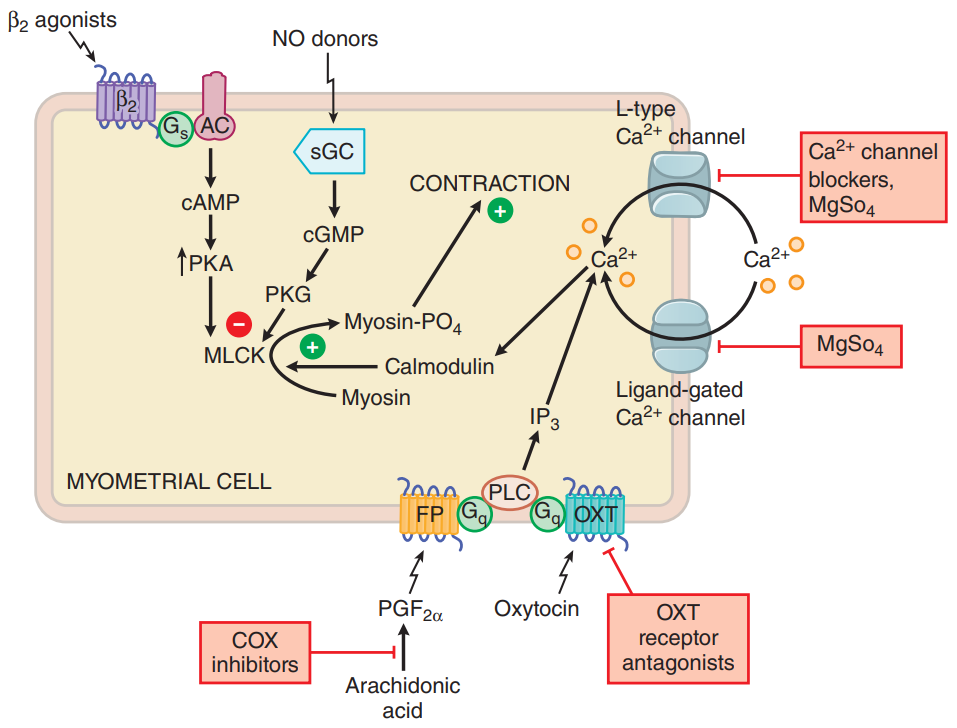 β₂ agonists
NO donors
β₂
Gₛ
AC
sGC
cAMP
cGMP
PKA
PKG
MLCK
−
+
CONTRACTION
+
Myosin-PO₄
Calmodulin
Myosin
L-type
Ca²⁺ channel
Ca²⁺ channel
blockers,
MgSo₄
Ca²⁺
Ca²⁺
MgSo₄
Ligand-gated
Ca²⁺ channel
IP₃
MYOMETRIAL CELL
PLC
FP
Gq
Gq
OXT
PGF₂α
Oxytocin
COX
inhibitors
OXT
receptor
antagonists
Arachidonic
acid